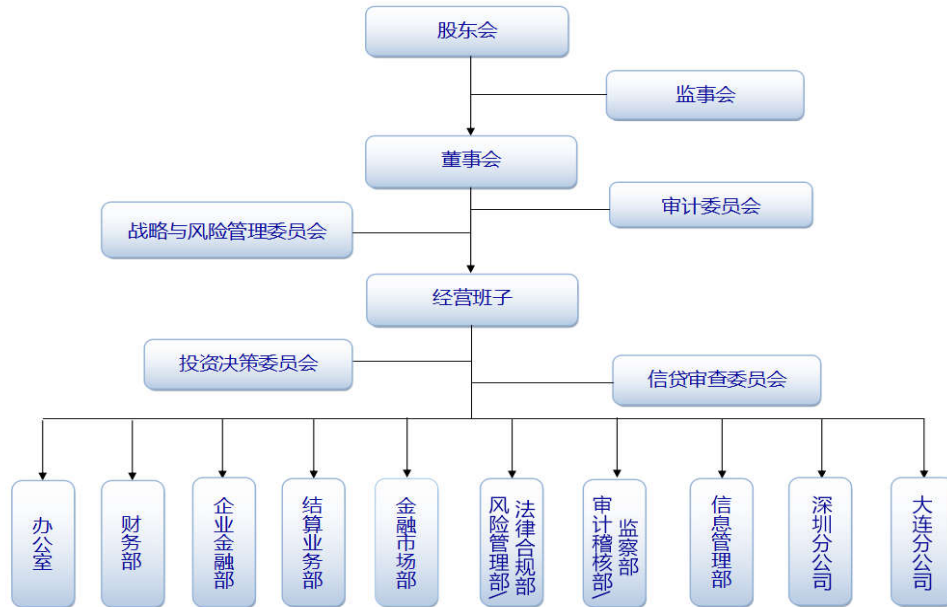 股东会
监事会
董事会
审计委员会
战略与风险管理委员会
经营班子
投资决策委员会
信贷审查委员会
办公室
财务部
企业金融部
结算业务部
金融市场部
风险管理部\
法律合规部
审计稽核部\
监察部
信息管理部
深圳分公司
大连分公司